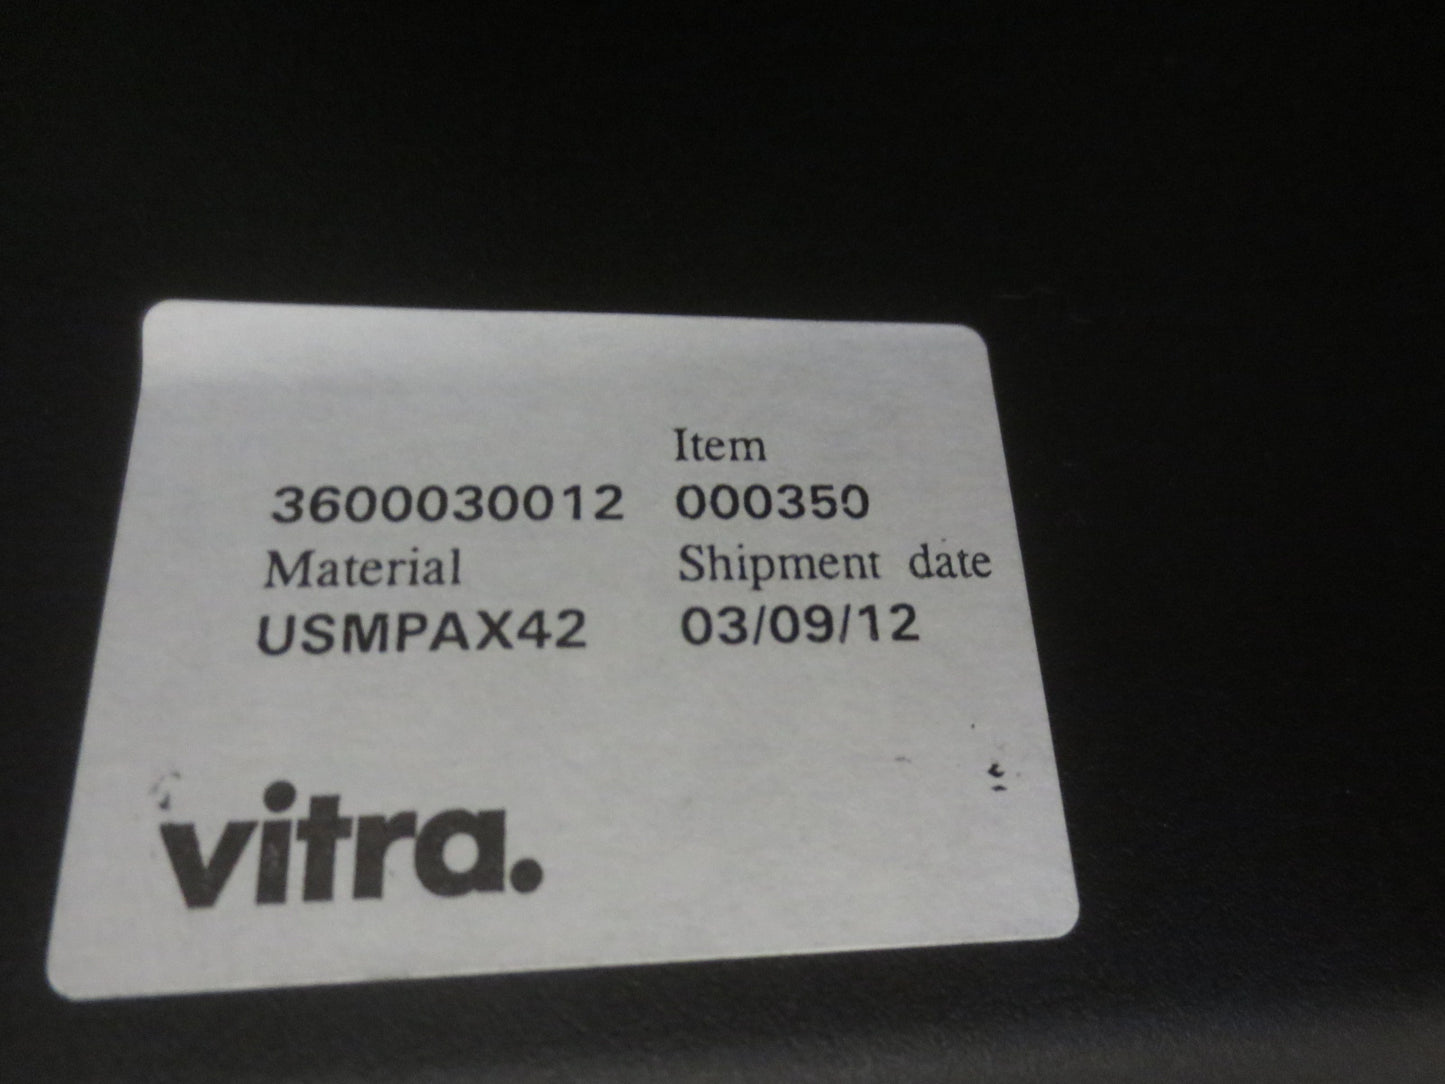 Item
3600030012 000350
Material Shipment date
USMPAX42 03/09/12
vitra.